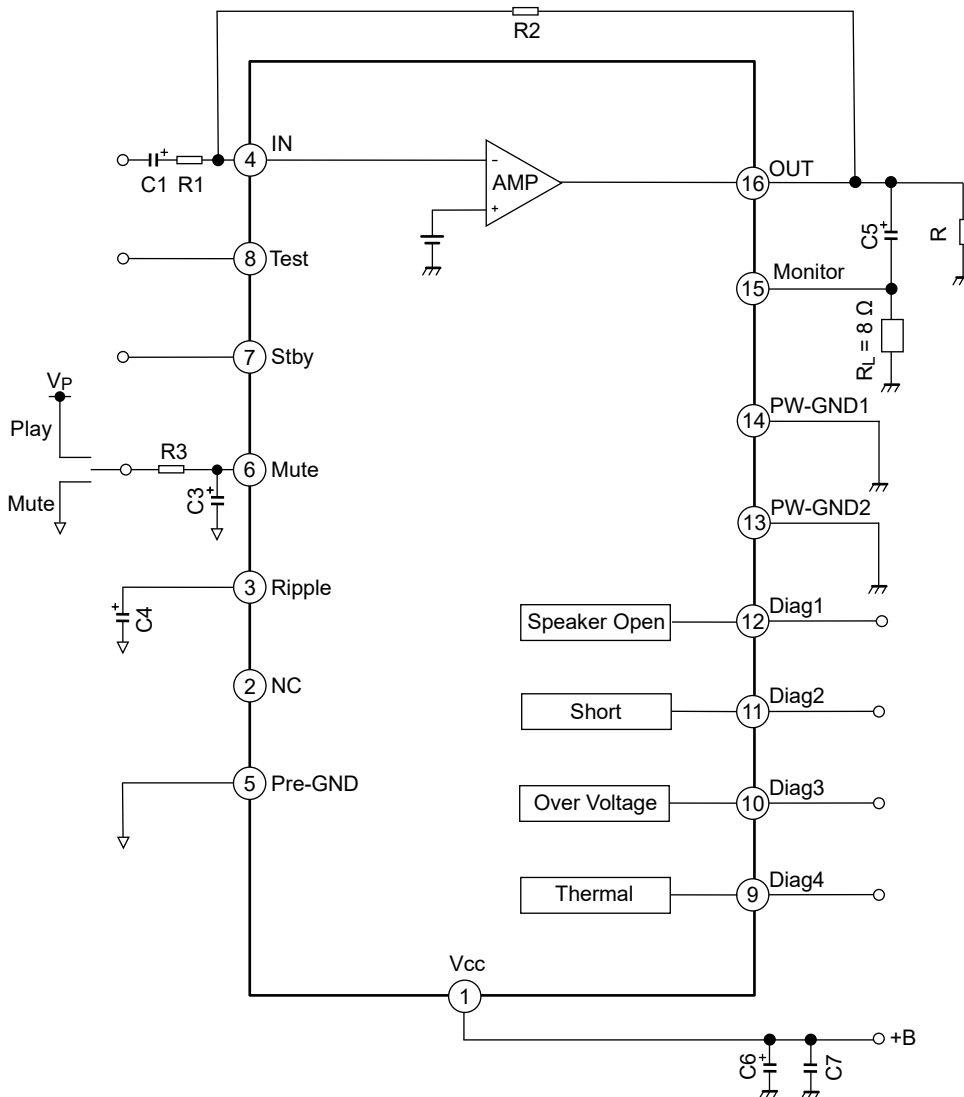 R2
IN
4
C1
+
R1
-
AMP
+
OUT
16
C5
+
R
8
Test
15
Monitor
RL = 8 Ω
7
Stby
VP
Play
Mute
R3
6
Mute
C3
+
14
PW-GND1
13
PW-GND2
3
Ripple
+
C4
Speaker Open
12
Diag1
2
NC
Short
11
Diag2
5
Pre-GND
Over Voltage
10
Diag3
Thermal
9
Diag4
Vcc
1
+B
C6
+
C7